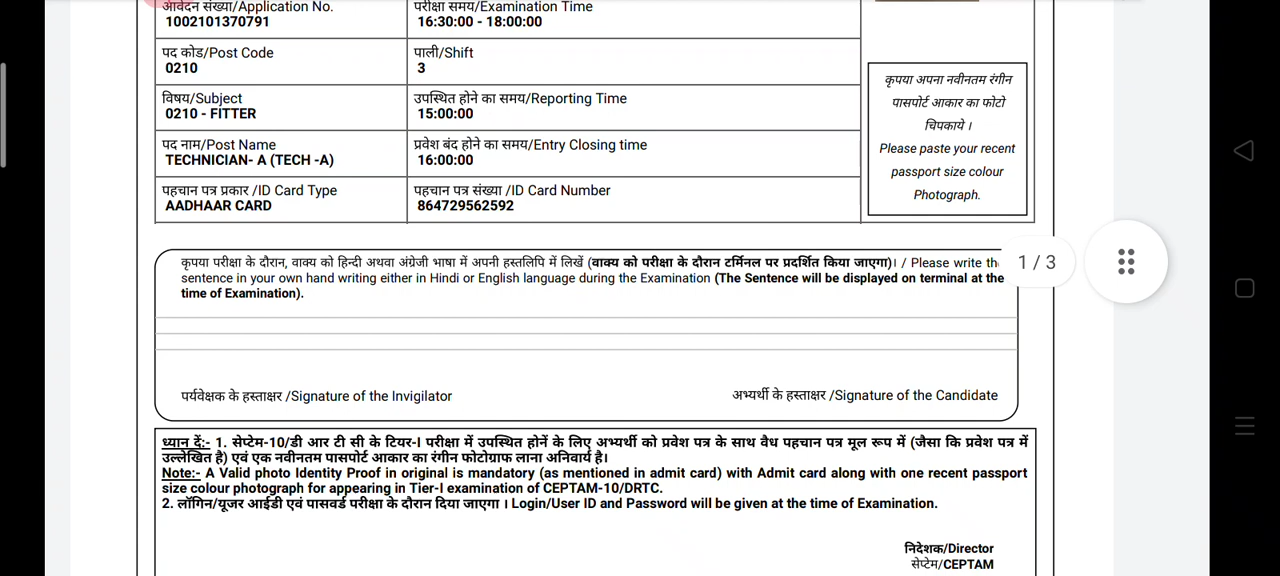 आवेदन संख्या/Application No.
1002101370791
परीक्षा समय/Examination Time
16:30:00 - 18:00:00
पद कोड/Post Code
0210
पाली/Shift
3
विषय/Subject
0210 - FITTER
उपस्थित होने का समय/Reporting Time
15:00:00
पद नाम/Post Name
TECHNICIAN- A (TECH -A)
प्रवेश बंद होने का समय/Entry Closing time
16:00:00
पहचान पत्र प्रकार /ID Card Type
AADHAAR CARD
पहचान पत्र संख्या /ID Card Number
864729562592
कृपया अपना नवीनतम रंगीन
पासपोर्ट आकार का फोटो
चिपकाये ।
Please paste your recent
passport size colour
Photograph.
कृपया परीक्षा के दौरान, वाक्य को हिन्दी अथवा अंग्रेजी भाषा में अपनी हस्तलिपि में लिखें (वाक्य को परीक्षा के दौरान टर्मिनल पर प्रदर्शित किया जाएगा)। / Please write
sentence in your own hand writing either in Hindi or English language during the Examination (The Sentence will be displayed on terminal at the
time of Examination).
1 / 3
पर्यवेक्षक के हस्ताक्षर /Signature of the Invigilator
अभ्यर्थी के हस्ताक्षर /Signature of the Candidate
ध्यान दें:- 1. सेप्टेम-10/डी आर टी सी के टियर-I परीक्षा में उपस्थित होनें के लिए अभ्यर्थी को प्रवेश पत्र के साथ वैध पहचान पत्र मूल रूप में (जैसा कि प्रवेश पत्र में
उल्लेखित है) एवं एक नवीनतम पासपोर्ट आकार का रंगीन फोटोग्राफ लाना अनिवार्य है।
Note:- A Valid photo Identity Proof in original is mandatory (as mentioned in admit card) with Admit card along with one recent passport
size colour photograph for appearing in Tier-I examination of CEPTAM-10/DRTC.
2. लॉगिन/यूजर आईडी एवं पासवर्ड परीक्षा के दौरान दिया जाएगा । Login/User ID and Password will be given at the time of Examination.
निदेशक/Director
सेप्टेम/CEPTAM